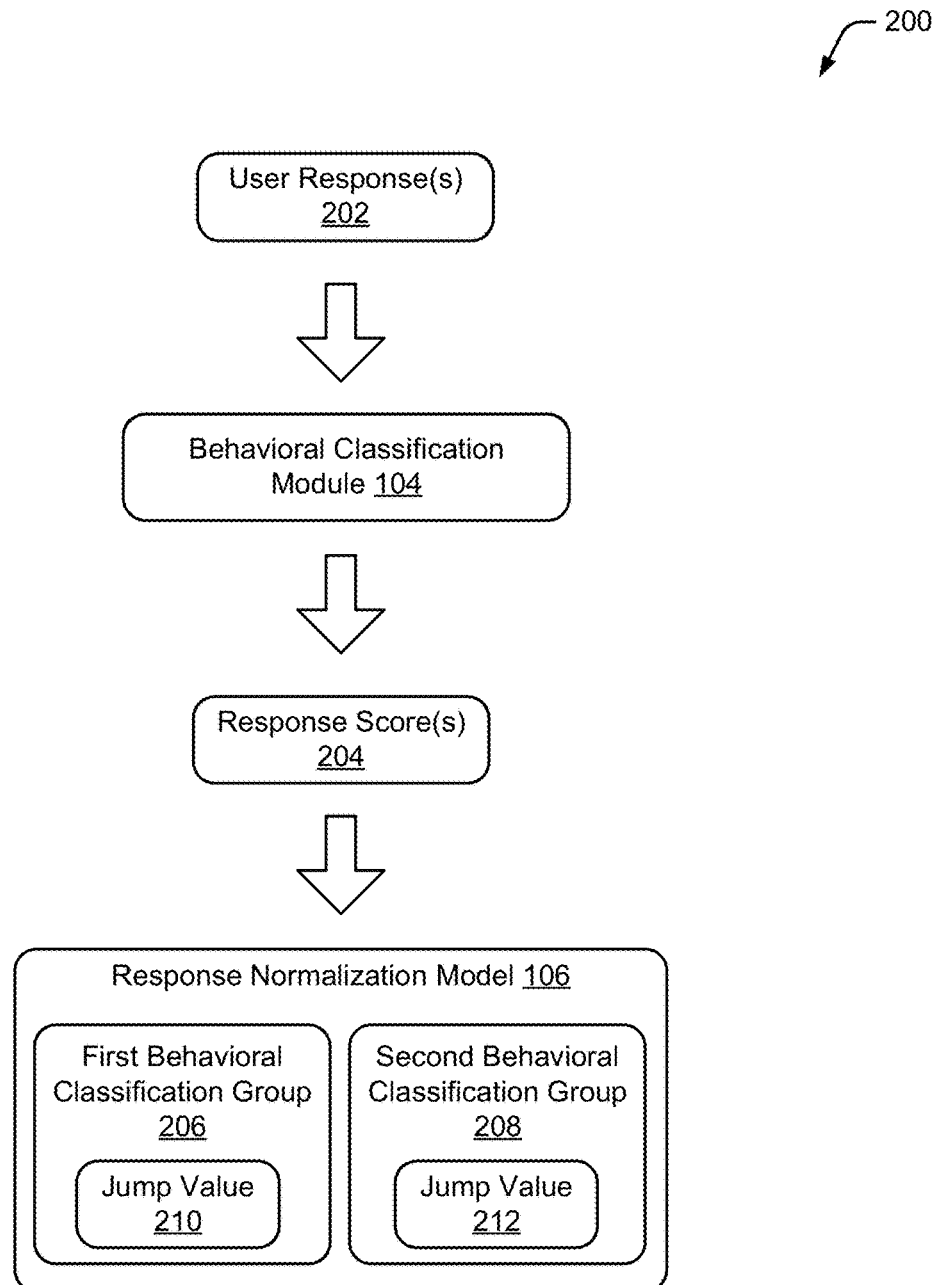 200
User Response(s)
202
Behavioral Classification
Module 104
Response Score(s)
204
Response Normalization Model 106
First Behavioral
Classification Group
206
Jump Value
210
Second Behavioral
Classification Group
208
Jump Value
212